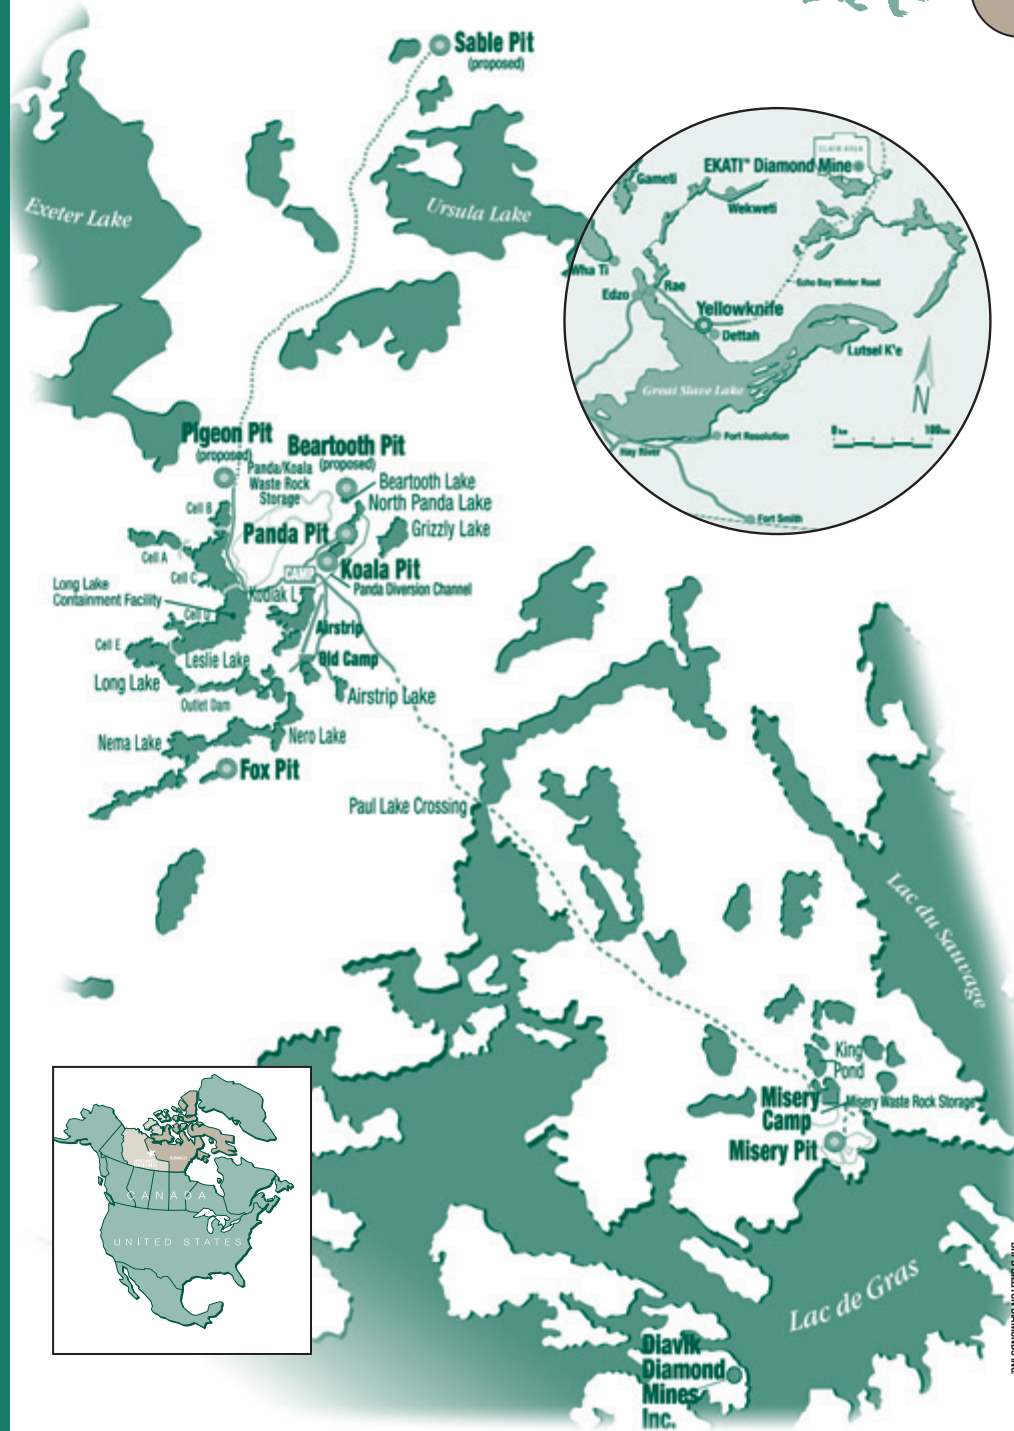 Sable Pit
(proposed)
Exeter Lake
Ursula Lake
CLAIM AREA
EKATI™ Diamond Mine
Gameti
Wekweti
Wha Ti
Echo Bay Winter Road
Edzo
Rae
Yellowknife
Dettah
Lutsel K'e
Great Slave Lake
N
0 km
100km
Fort Resolution
Hay River
Fort Smith
Pigeon Pit
(proposed)
Beartooth Pit
(proposed)
Panda/Koala
Waste Rock
Storage
Beartooth Lake
North Panda Lake
Cell B
Panda Pit
Grizzly Lake
Cell A
Koala Pit
CAMP
Cell C
Panda Diversion Channel
Long Lake
Containment Facility
Kodiak L
Cell D
Airstrip
Cell E
Leslie Lake
Old Camp
Long Lake
Airstrip Lake
Outlet Dam
Nema Lake
Nero Lake
Fox Pit
Paul Lake Crossing
Lac du Sauvage
King
Pond
Misery
Camp
Misery Waste Rock Storage
Misery Pit
CANADA
UNITED STATES
Lac de Gras
Diavik
Diamond
Mines
Inc.